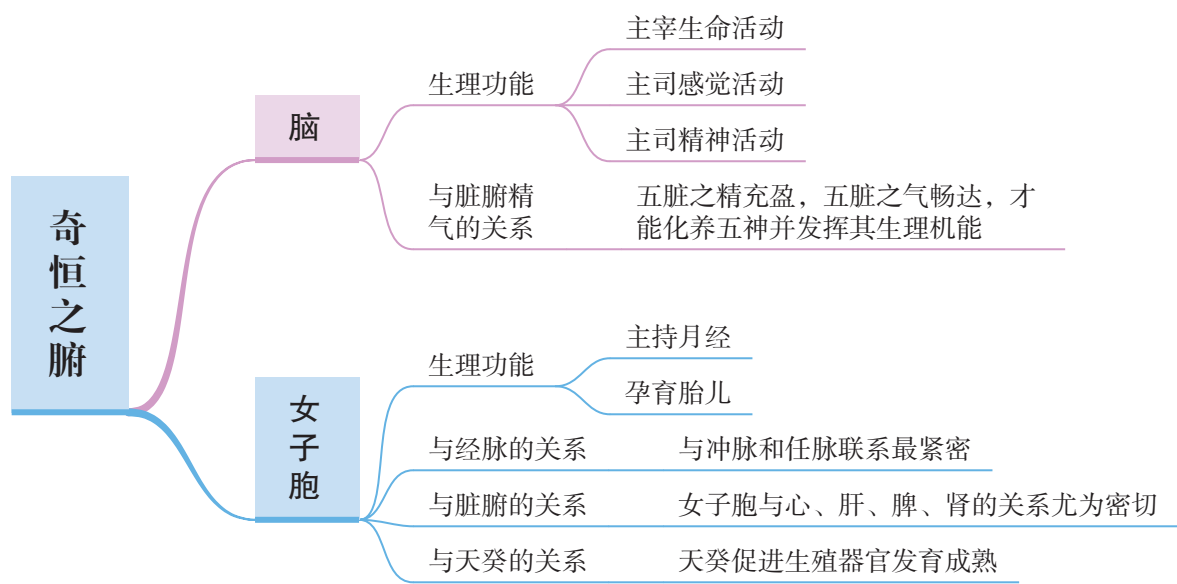 奇恒之腑
脑
生理功能
主宰生命活动
主司感觉活动
主司精神活动
与脏腑精
气的关系
五脏之精充盈，五脏之气畅达，才
能化养五神并发挥其生理机能
女子胞
生理功能
主持月经
孕育胎儿
与经脉的关系
与冲脉和任脉联系最紧密
与脏腑的关系
女子胞与心、肝、脾、肾的关系尤为密切
与天癸的关系
天癸促进生殖器官发育成熟